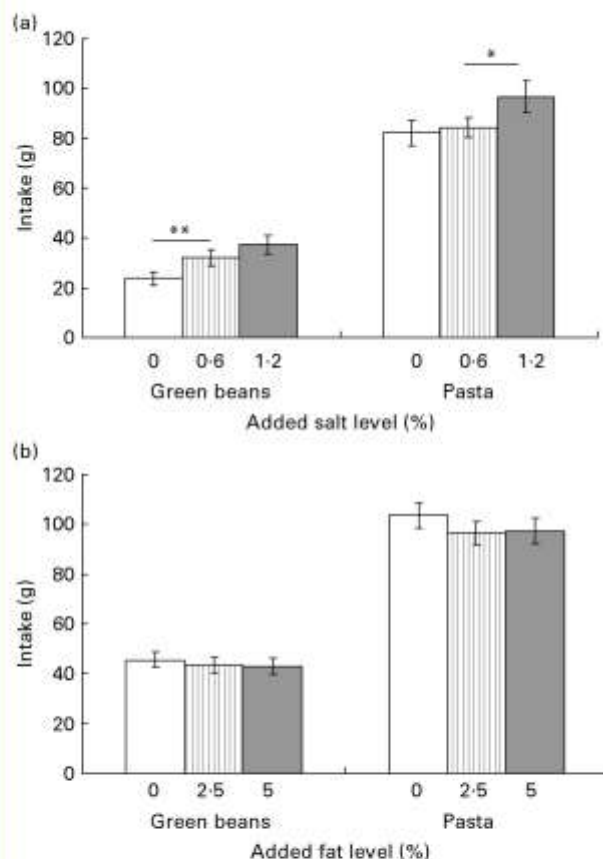 (a)
120
100
80
60
40
20
0
Intake (g)
**
*
0 0·6 1·2 0 0·6 1·2
Green beans Pasta
Added salt level (%)
(b)
120
100
80
60
40
20
0
Intake (g)
0 2·5 5 0 2·5 5
Green beans Pasta
Added fat level (%)